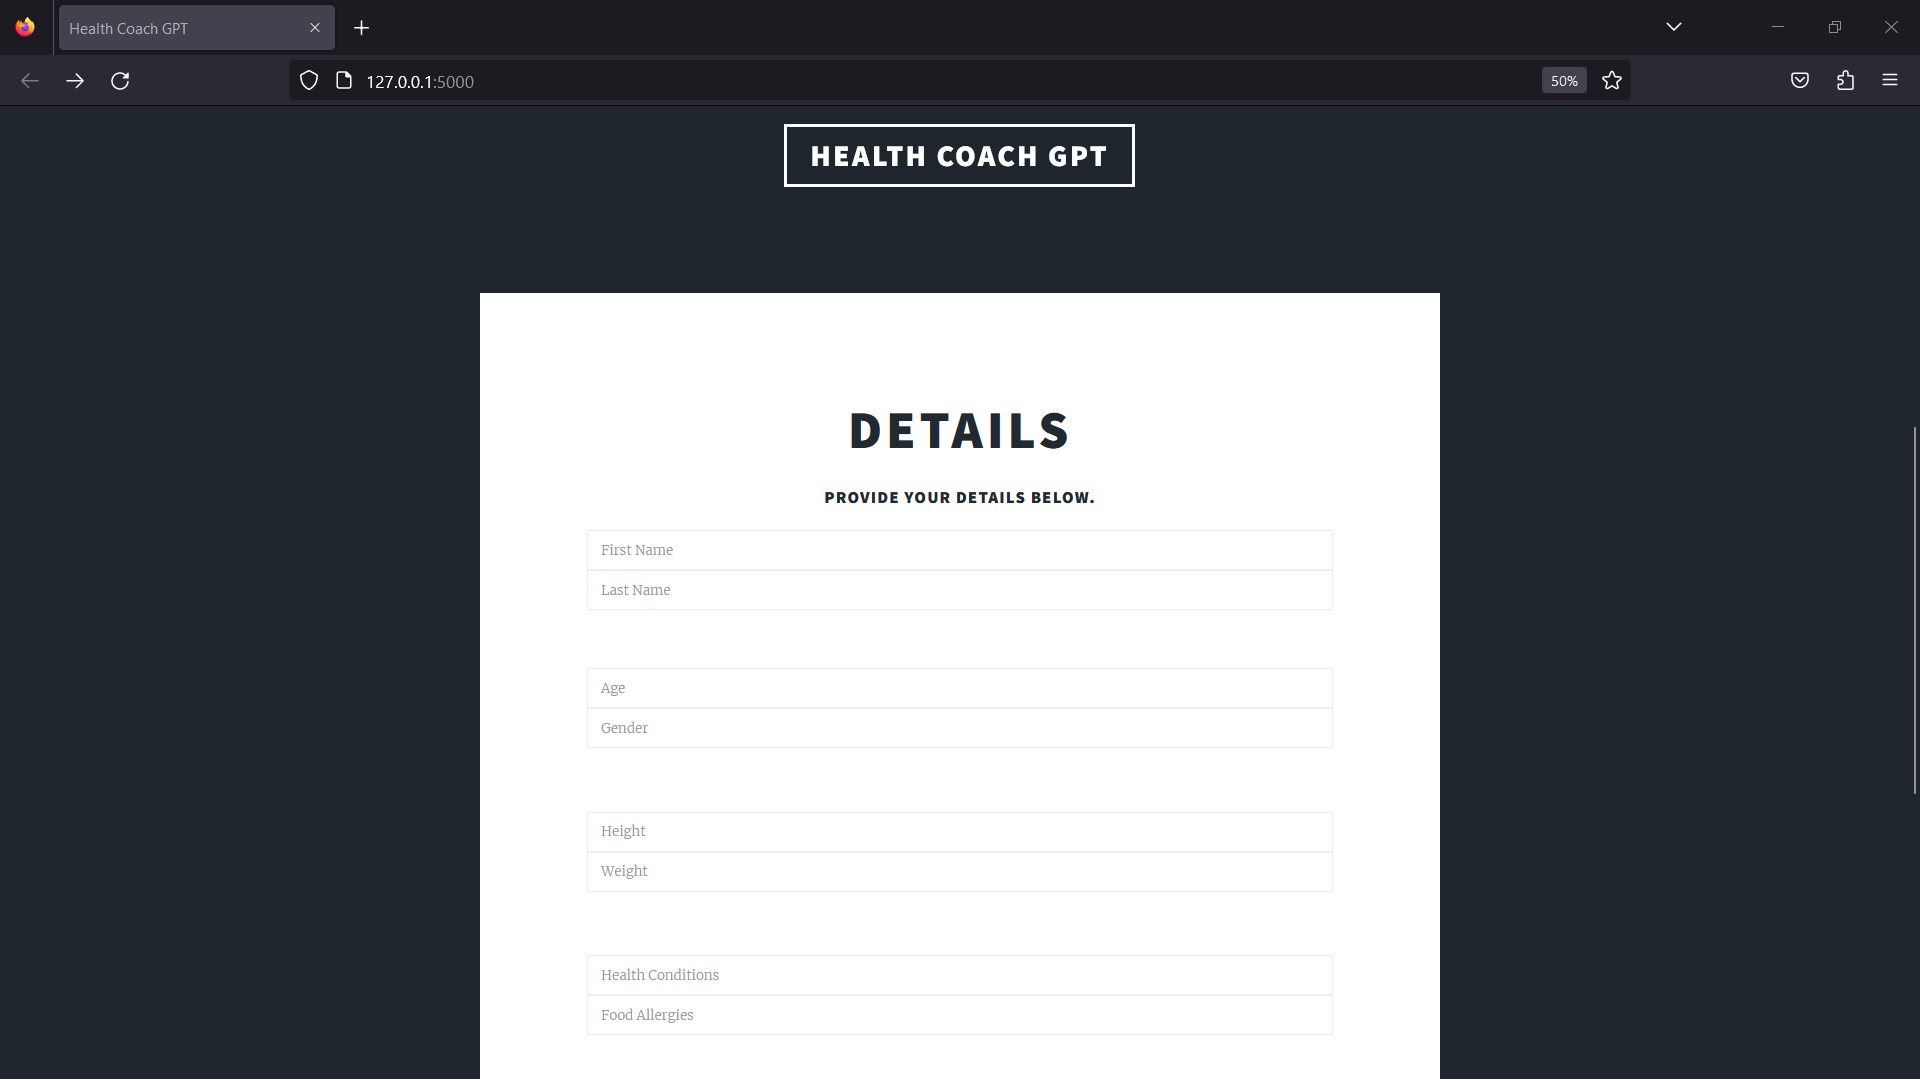 Health Coach GPT
127.0.0.1:5000
50%
HEALTH COACH GPT
DETAILS
PROVIDE YOUR DETAILS BELOW.
First Name
Last Name
Age
Gender
Height
Weight
Health Conditions
Food Allergies